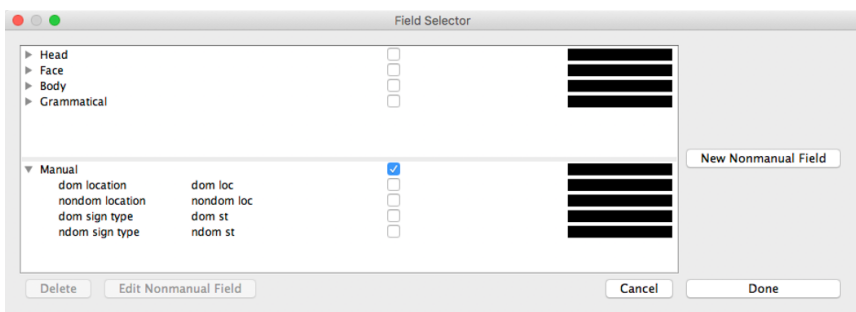 Field Selector
Head
Face
Body
Grammatical
New Nonmanual Field
Manual
dom location dom loc
nondom location nondom loc
dom sign type dom st
ndom sign type ndom st
Delete Edit Nonmanual Field Cancel Done